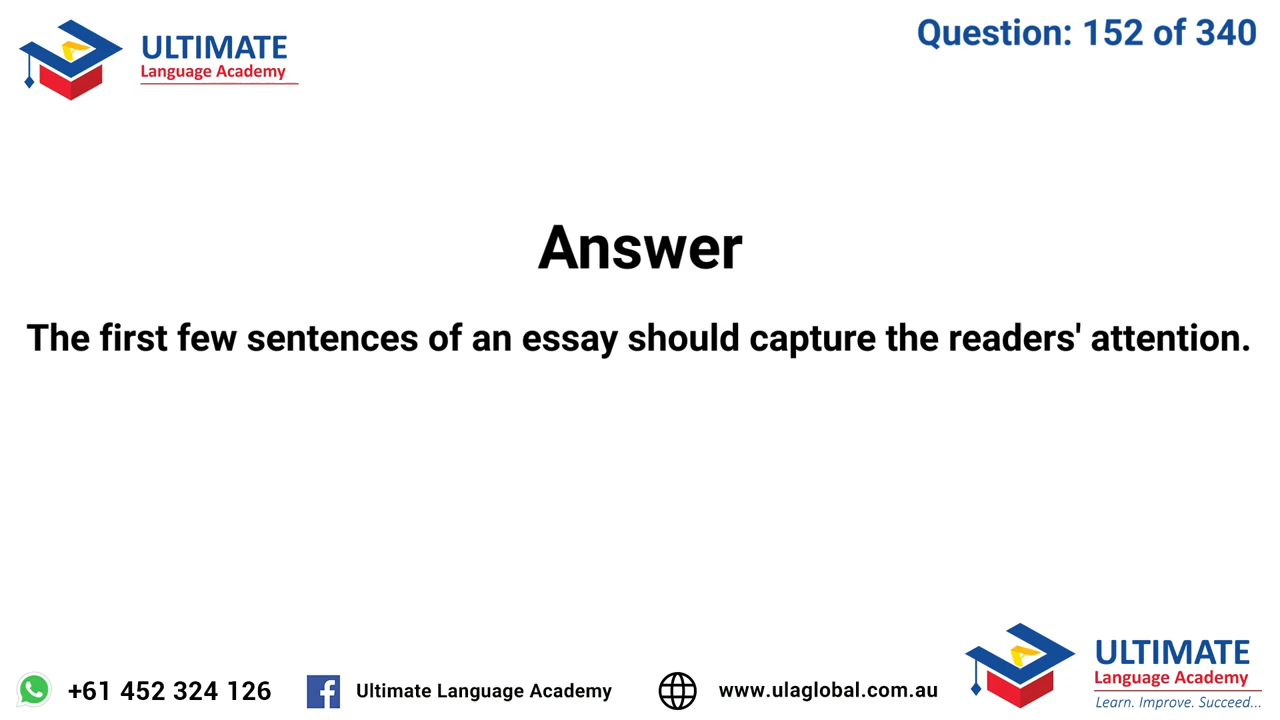 ULTIMATE
Language Academy
Question: 152 of 340
Answer
The first few sentences of an essay should capture the readers' attention.
+61 452 324 126
Ultimate Language Academy
www.ulaglobal.com.au
ULTIMATE
Language Academy
Learn. Improve. Succeed...